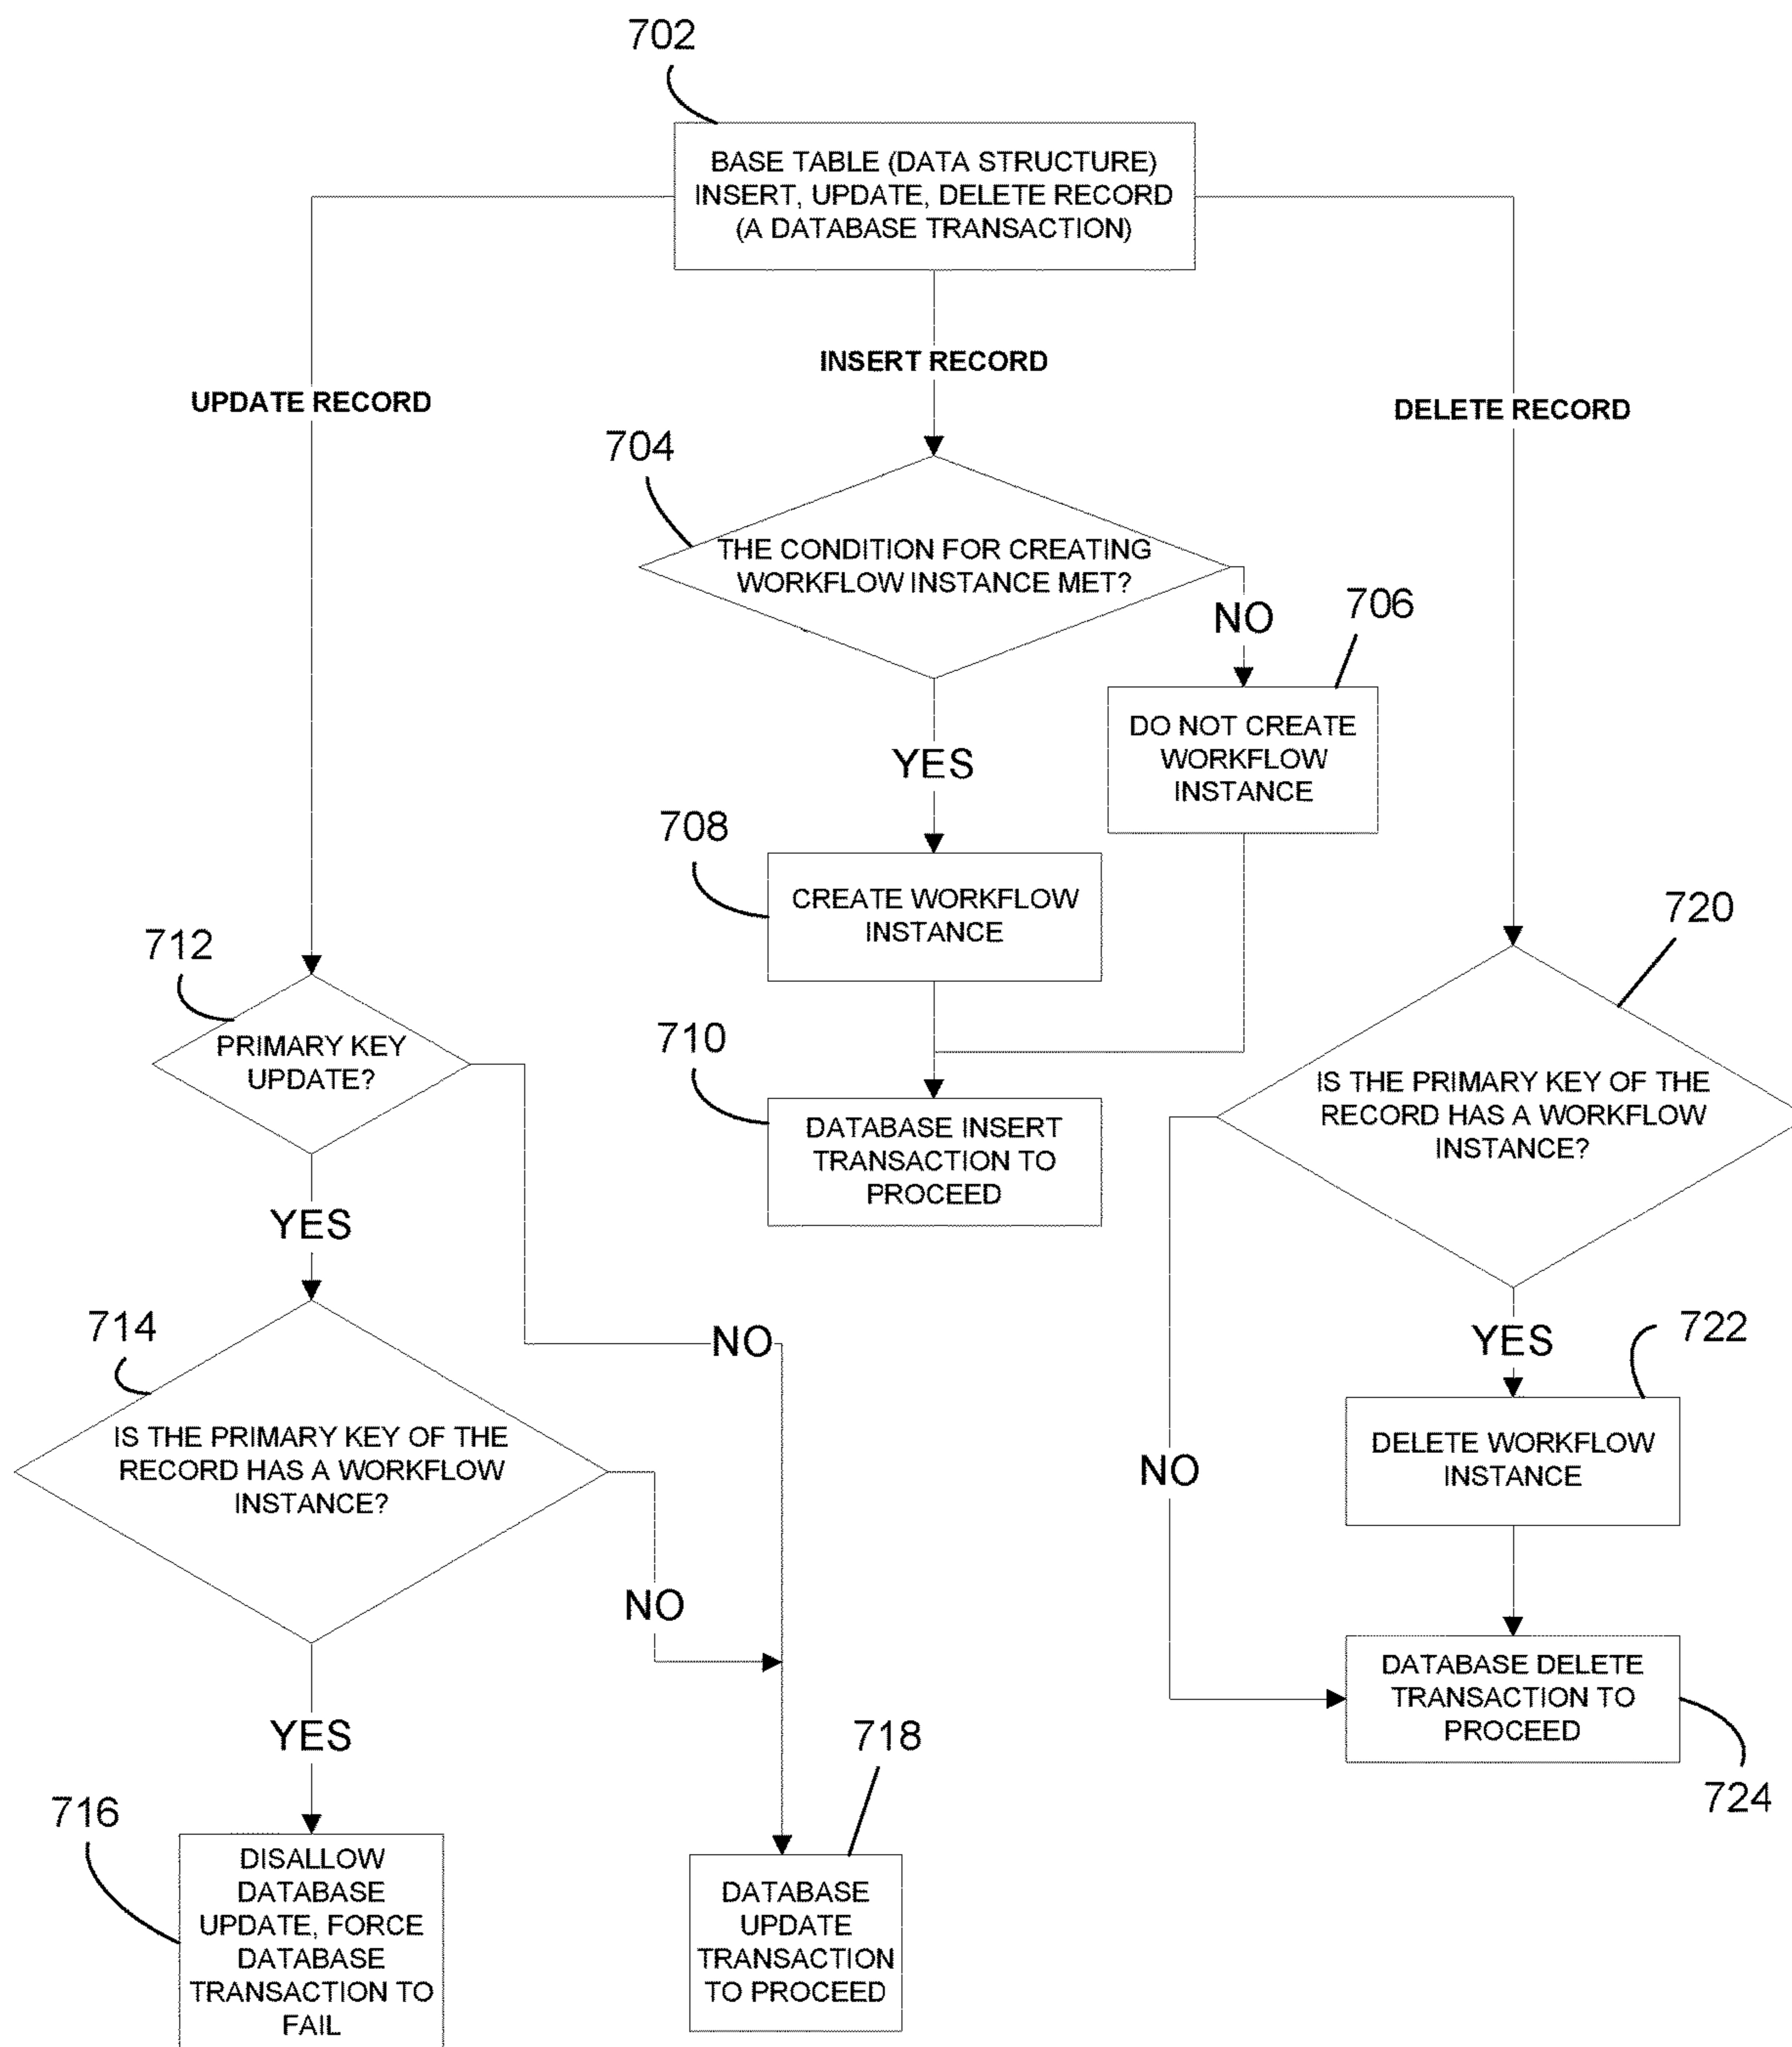 702
BASE TABLE (DATA STRUCTURE)
INSERT, UPDATE, DELETE RECORD
(A DATABASE TRANSACTION)
INSERT RECORD
UPDATE RECORD
DELETE RECORD
704
THE CONDITION FOR CREATING
WORKFLOW INSTANCE MET?
NO
706
DO NOT CREATE
WORKFLOW
INSTANCE
YES
708
CREATE WORKFLOW
INSTANCE
710
DATABASE INSERT
TRANSACTION TO
PROCEED
712
PRIMARY KEY
UPDATE?
YES
NO
714
IS THE PRIMARY KEY OF THE
RECORD HAS A WORKFLOW
INSTANCE?
NO
YES
716
DISALLOW
DATABASE
UPDATE, FORCE
DATABASE
TRANSACTION TO
FAIL
718
DATABASE
UPDATE
TRANSACTION
TO PROCEED
720
IS THE PRIMARY KEY OF THE
RECORD HAS A WORKFLOW
INSTANCE?
YES
NO
722
DELETE WORKFLOW
INSTANCE
DATABASE DELETE
TRANSACTION TO
PROCEED
724